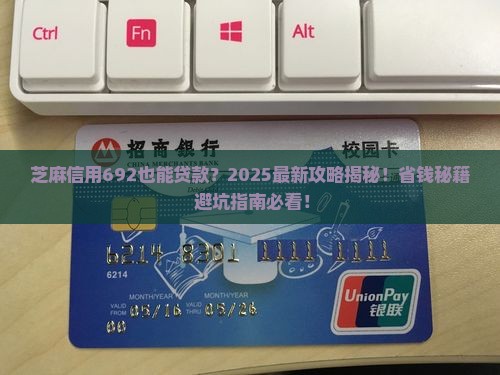 Ctrl
Fn
Alt
招商银行
CHINA MERCHANTS BANK
校园卡
芝麻信用692也能贷款？2025最新攻略揭秘！省钱秘籍
避坑指南必看！
6214 8301 1111 1111
6214
MONTH/YEAR
MONTH/YEAR
VALID FROM 05/16
VALID THRU 05/26
00
UnionPay
银联